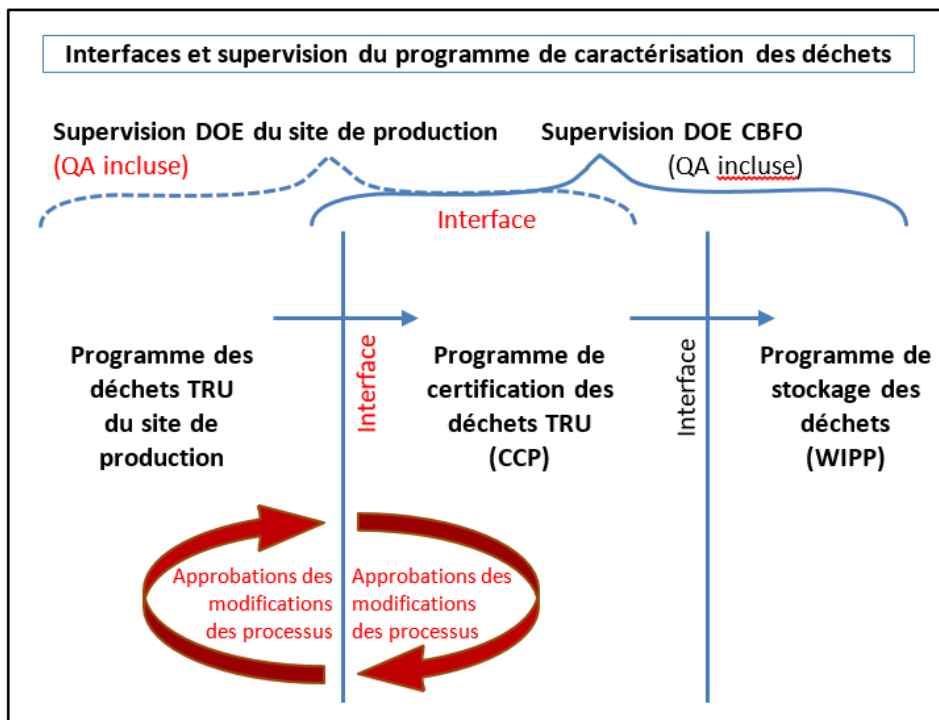 Interfaces et supervision du programme de caractérisation des déchets
Supervision DOE du site de production
(QA incluse)
Supervision DOE CBFO
(QA incluse)
Interface
Programme des
déchets TRU
du site de
production
Interface
Programme de
certification des
déchets TRU
(CCP)
Interface
Programme de
stockage des
déchets
(WIPP)
Approbations des
modifications
des processus
Approbations des
modifications
des processus